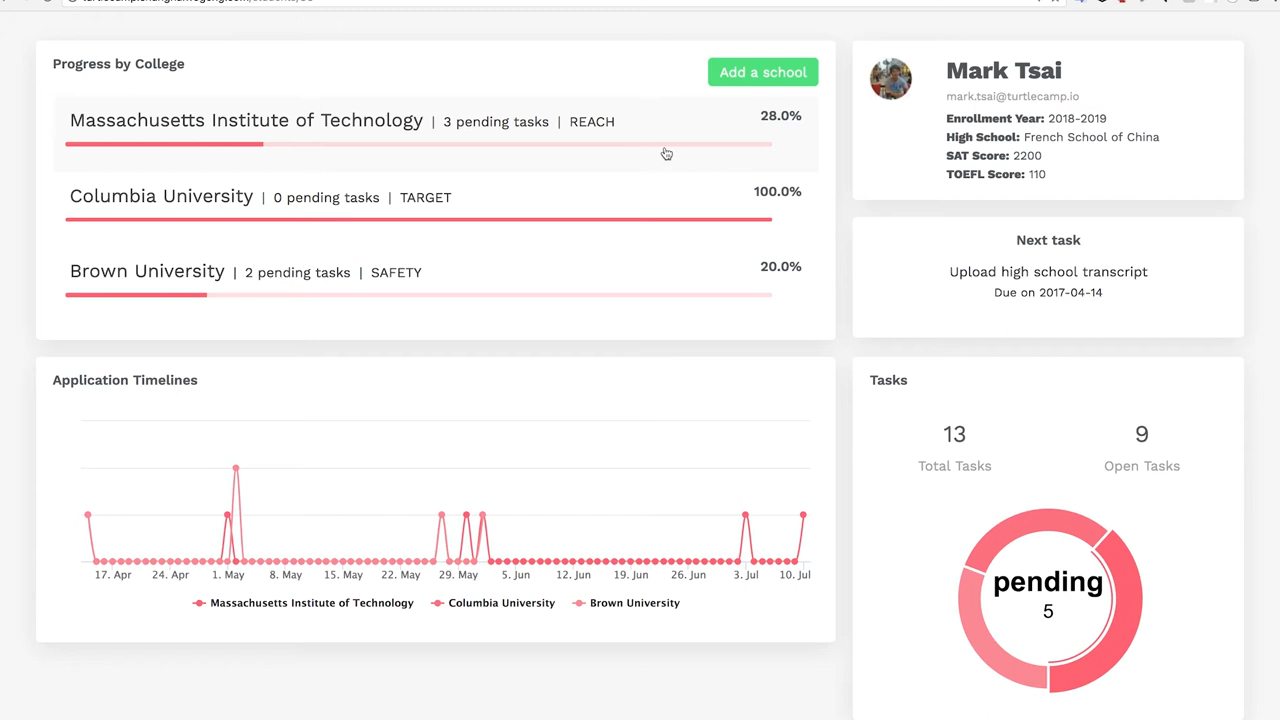 Progress by College
Add a school
Massachusetts Institute of Technology | 3 pending tasks | REACH
28.0%
Columbia University | 0 pending tasks | TARGET
100.0%
Brown University | 2 pending tasks | SAFETY
20.0%
Mark Tsai
mark.tsai@turtlecamp.io
Enrollment Year: 2018-2019
High School: French School of China
SAT Score: 2200
TOEFL Score: 110
Next task
Upload high school transcript
Due on 2017-04-14
Application Timelines
17. Apr 24. Apr 1. May 8. May 15. May 22. May 29. May 5. Jun 12. Jun 19. Jun 26. Jun 3. Jul 10. Jul
Massachusetts Institute of Technology Columbia University Brown University
Tasks
13 9
Total Tasks Open Tasks
pending
5